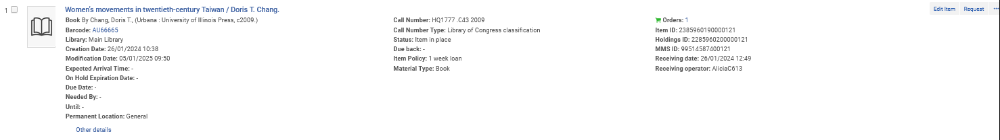 1
Women's movements in twentieth-century Taiwan / Doris T. Chang.
Edit Item Request ...
Book By Chang, Doris T., (Urbana : University of Illinois Press, c2009.)
Barcode: AU66665
Library: Main Library
Creation Date: 26/01/2024 10:38
Modification Date: 05/01/2025 09:50
Expected Arrival Time: -
On Hold Expiration Date: -
Due Date: -
Needed By: -
Until: -
Permanent Location: General
Other details
Call Number: HQ1777 .C43 2009
Call Number Type: Library of Congress classification
Status: Item in place
Due back: -
Item Policy: 1 week loan
Material Type: Book
Orders: 1
Item ID: 2385960190000121
Holdings ID: 2285960200000121
MMS ID: 99514587400121
Receiving date: 26/01/2024 12:49
Receiving operator: AliciaC613